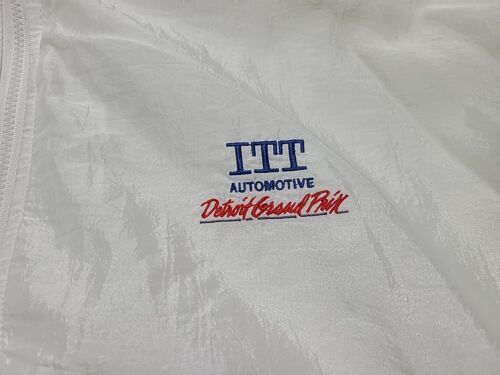 ITT
AUTOMOTIVE
Detroit Grand Prix